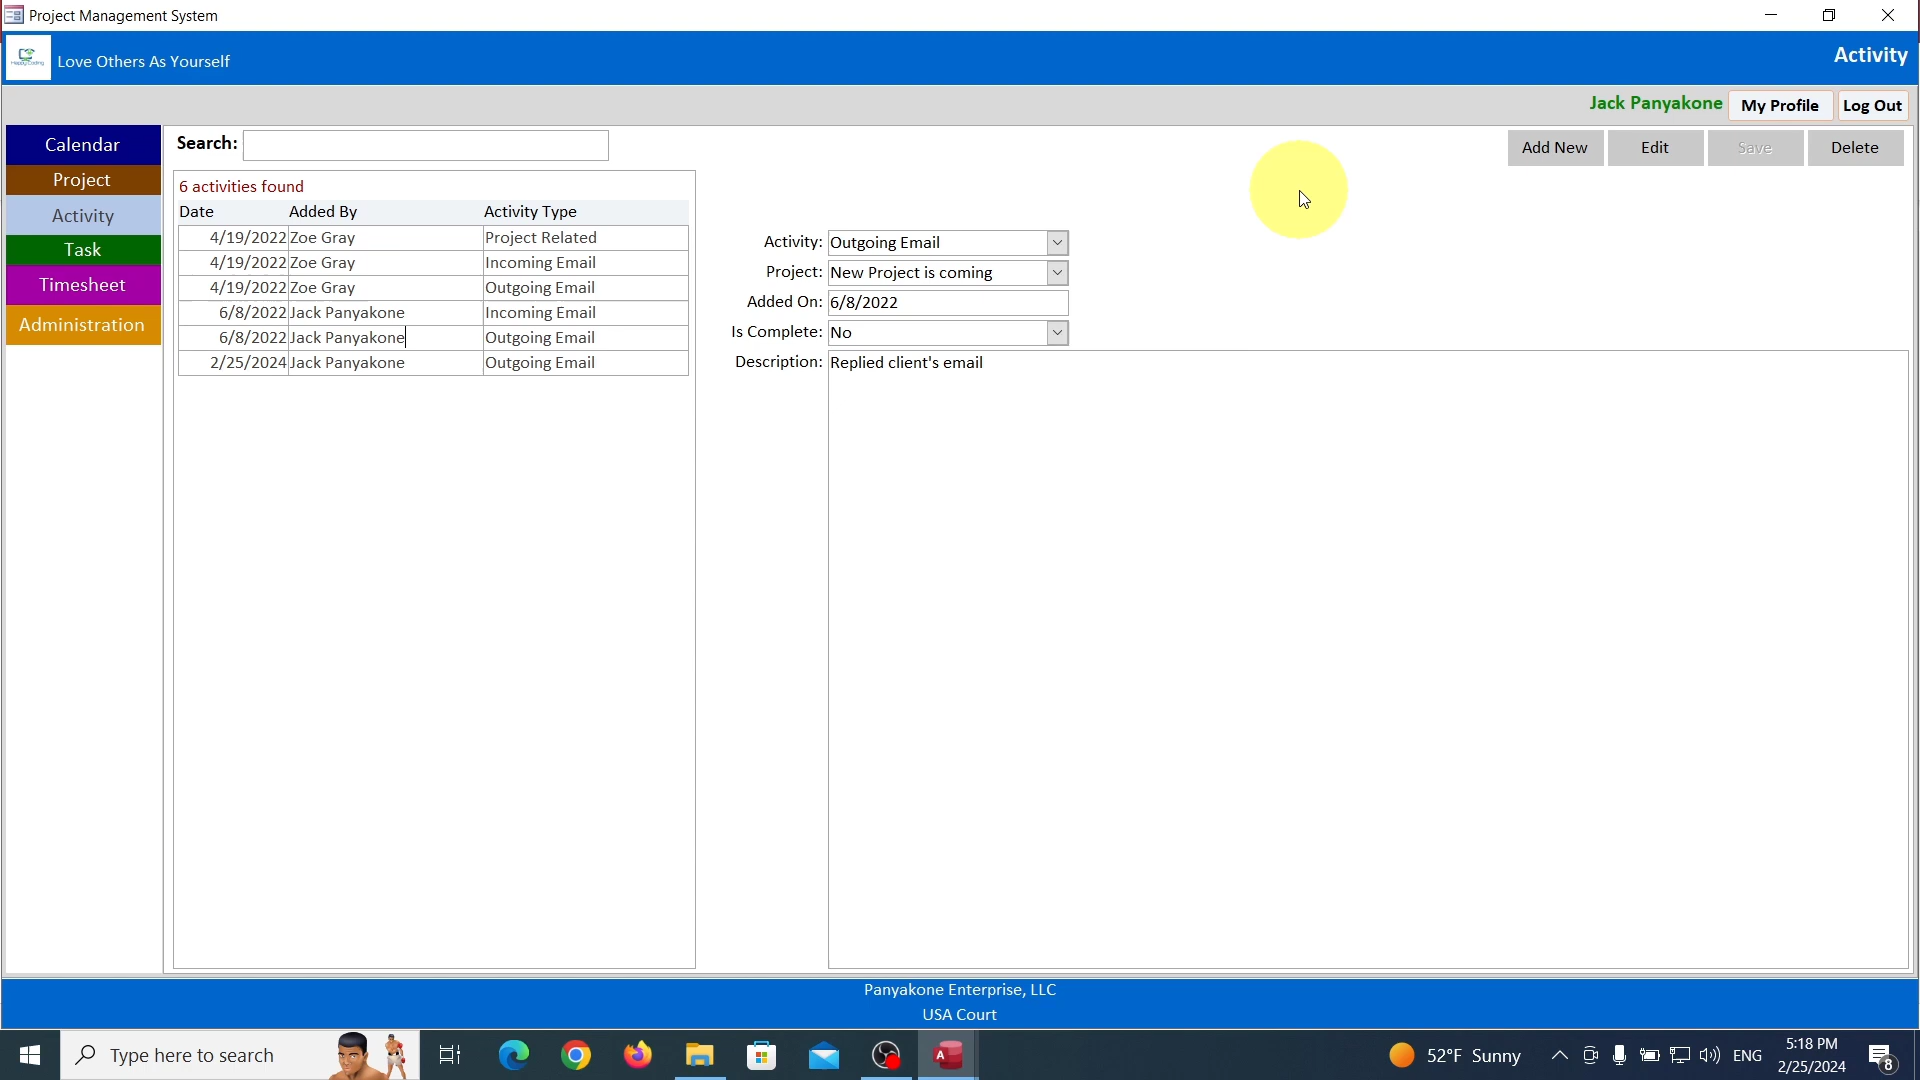 Project Management System
Happy Coding
Love Others As Yourself
Activity
Jack Panyakone
My Profile
Log Out
Calendar
Project
Activity
Task
Timesheet
Administration
Search:
Add New
Edit
Save
Delete
6 activities found
Date Added By Activity Type
4/19/2022 Zoe Gray Project Related
4/19/2022 Zoe Gray Incoming Email
4/19/2022 Zoe Gray Outgoing Email
6/8/2022 Jack Panyakone Incoming Email
6/8/2022 Jack Panyakone Outgoing Email
2/25/2024 Jack Panyakone Outgoing Email
Activity: Outgoing Email
Project: New Project is coming
Added On: 6/8/2022
Is Complete: No
Description: Replied client's email
Panyakone Enterprise, LLC
USA Court
Type here to search
A
52°F Sunny
ENG
5:18 PM
2/25/2024
8